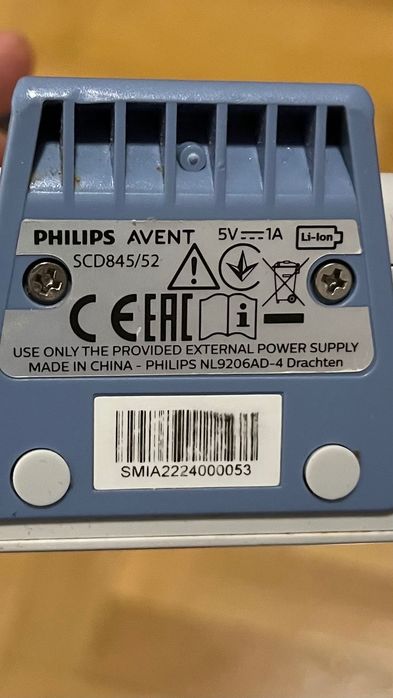 PHILIPS AVENT 5V⎓1A Li-Ion
SCD845/52
CE EAC i
USE ONLY THE PROVIDED EXTERNAL POWER SUPPLY
MADE IN CHINA - PHILIPS NL9206AD-4 Drachten
SMIA2224000053